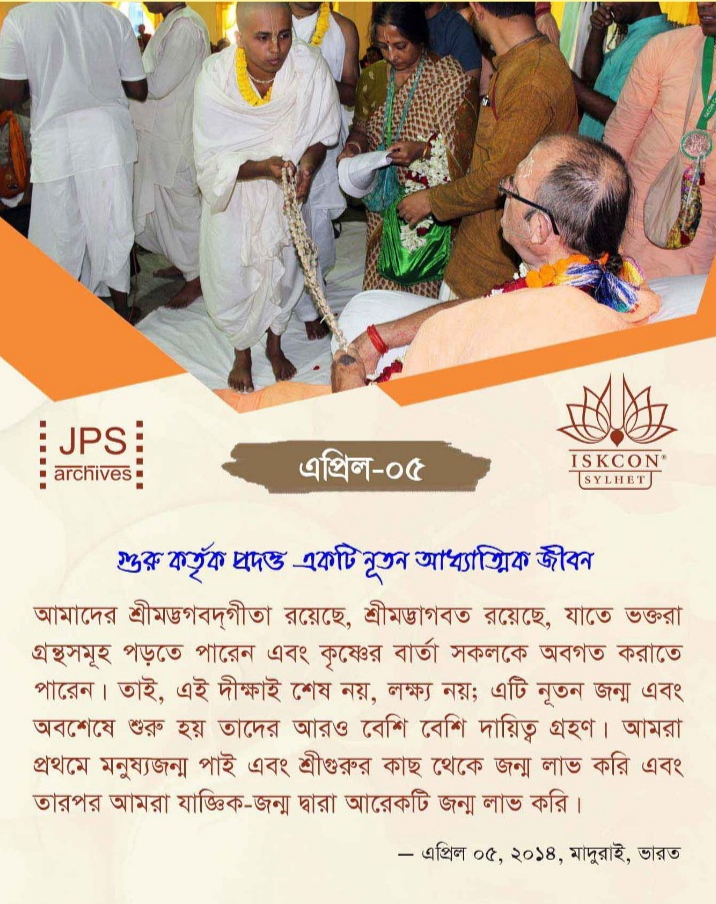 JPS
archives
এপ্রিল-০৫
ISKCON®
SYLHET
গুরু কর্তৃক প্রদত্ত একটি নূতন আধ্যাত্মিক জীবন
আমাদের শ্রীমদ্ভগবদ্‌গীতা রয়েছে, শ্রীমদ্ভাগবত রয়েছে, যাতে ভক্তরা
গ্রন্থসমূহ পড়তে পারেন এবং কৃষ্ণের বার্তা সকলকে অবগত করাতে
পারেন। তাই, এই দীক্ষাই শেষ নয়, লক্ষ্য নয়; এটি নূতন জন্ম এবং
অবশেষে শুরু হয় তাদের আরও বেশি বেশি দায়িত্ব গ্রহণ। আমরা
প্রথমে মনুষ্যজন্ম পাই এবং শ্রীগুরুর কাছ থেকে জন্ম লাভ করি এবং
তারপর আমরা যাজ্ঞিক-জন্ম দ্বারা আরেকটি জন্ম লাভ করি।
— এপ্রিল ০৫, ২০১৪, মাদুরাই, ভারত